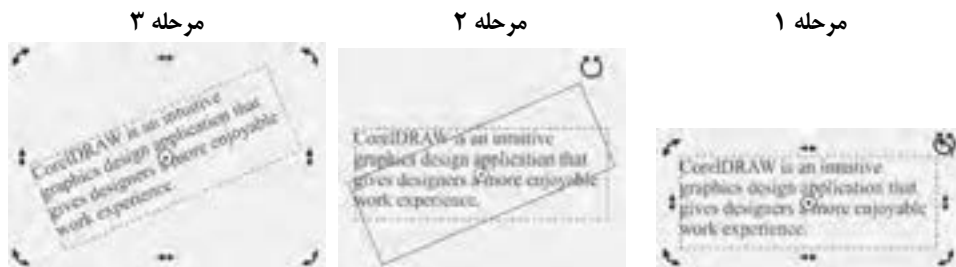 مرحله ۱
مرحله ۲
مرحله ۳
CorelDRAW is an intuitive
graphics design application that
gives designers a more enjoyable
work experience.
CorelDRAW is an intuitive
graphics design application that
gives designers a more enjoyable
work experience.
CorelDRAW is an intuitive
graphics design application that
gives designers a more enjoyable
work experience.